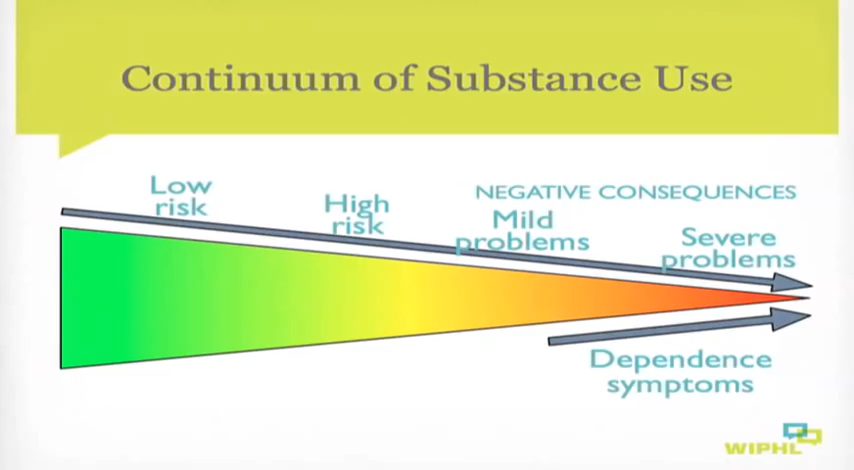 Continuum of Substance Use
Low
risk
High
risk
NEGATIVE CONSEQUENCES
Mild
problems
Severe
problems
Dependence
symptoms
WIPHL